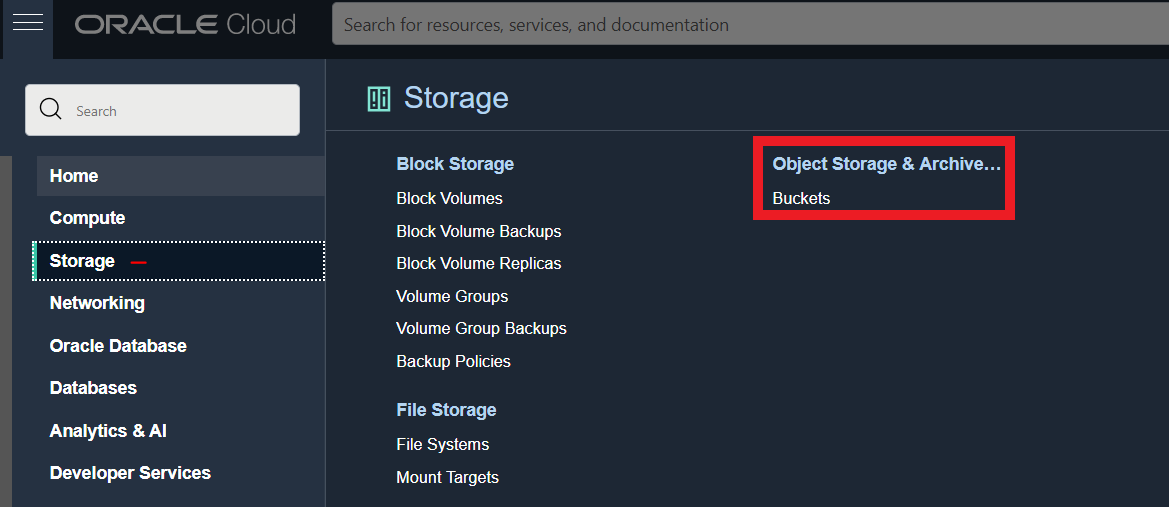 ORACLE Cloud
Search for resources, services, and documentation
Search
Home
Compute
Storage
Networking
Oracle Database
Databases
Analytics & AI
Developer Services
Storage
Block Storage
Block Volumes
Block Volume Backups
Block Volume Replicas
Volume Groups
Volume Group Backups
Backup Policies
File Storage
File Systems
Mount Targets
Object Storage & Archive…
Buckets